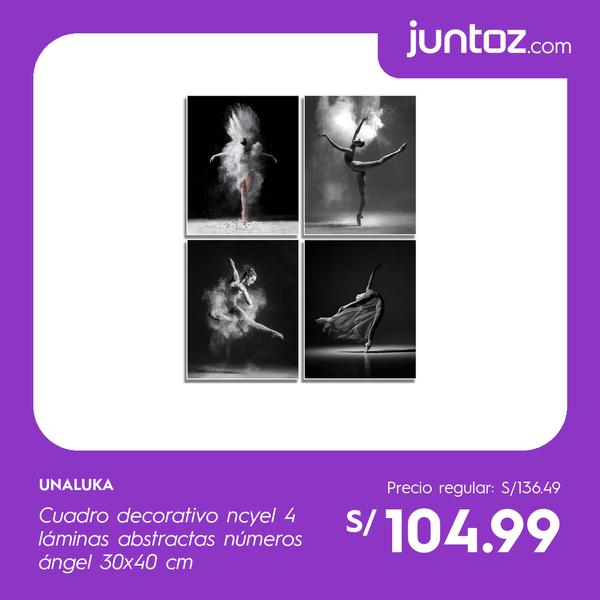 juntoz.com
UNALUKA
Cuadro decorativo ncyel 4
láminas abstractas números
ángel 30x40 cm
Precio regular: S/136.49
S/104.99